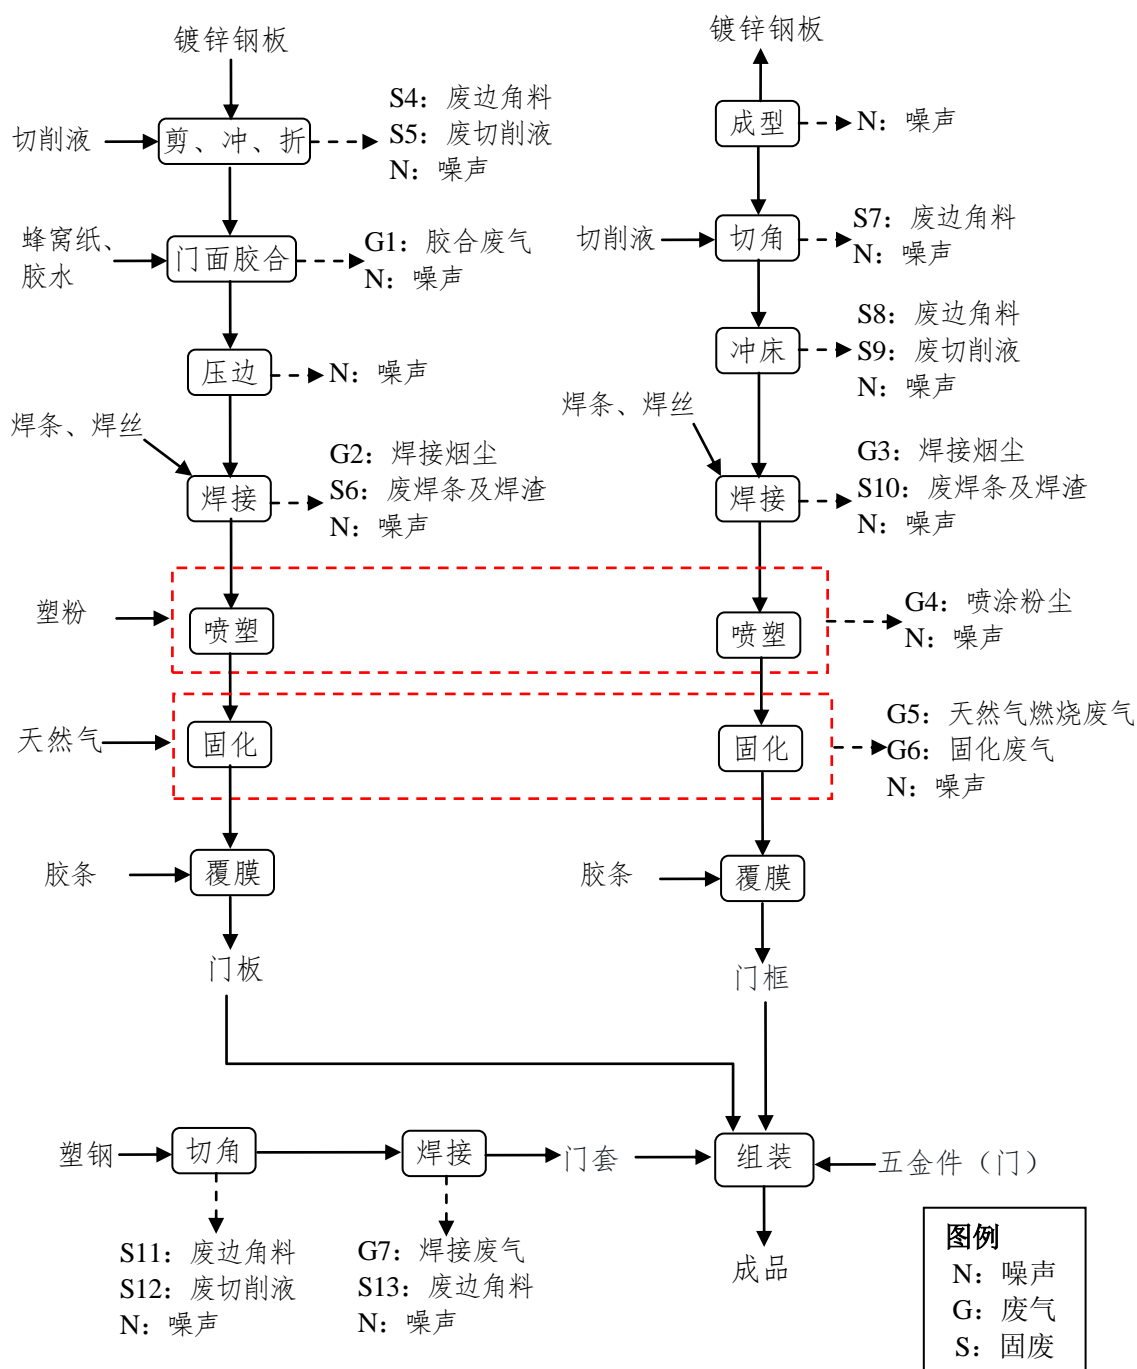 镀锌钢板
镀锌钢板
S4：废边角料
切削液
剪、冲、折
S5：废切削液
N：噪声
成型
N：噪声
蜂窝纸、
胶水
门面胶合
G1：胶合废气
N：噪声
切削液
切角
S7：废边角料
N：噪声
压边
N：噪声
冲床
S8：废边角料
S9：废切削液
N：噪声
焊条、焊丝
焊接
G2：焊接烟尘
S6：废焊条及焊渣
N：噪声
焊条、焊丝
焊接
G3：焊接烟尘
S10：废焊条及焊渣
N：噪声
塑粉
喷塑
喷塑
G4：喷涂粉尘
N：噪声
天然气
固化
固化
G5：天然气燃烧废气
G6：固化废气
N：噪声
胶条
覆膜
胶条
覆膜
门板
门框
塑钢
切角
焊接
门套
组装
五金件（门）
S11：废边角料
S12：废切削液
N：噪声
G7：焊接废气
S13：废边角料
N：噪声
成品
图例
N：噪声
G：废气
S：固废